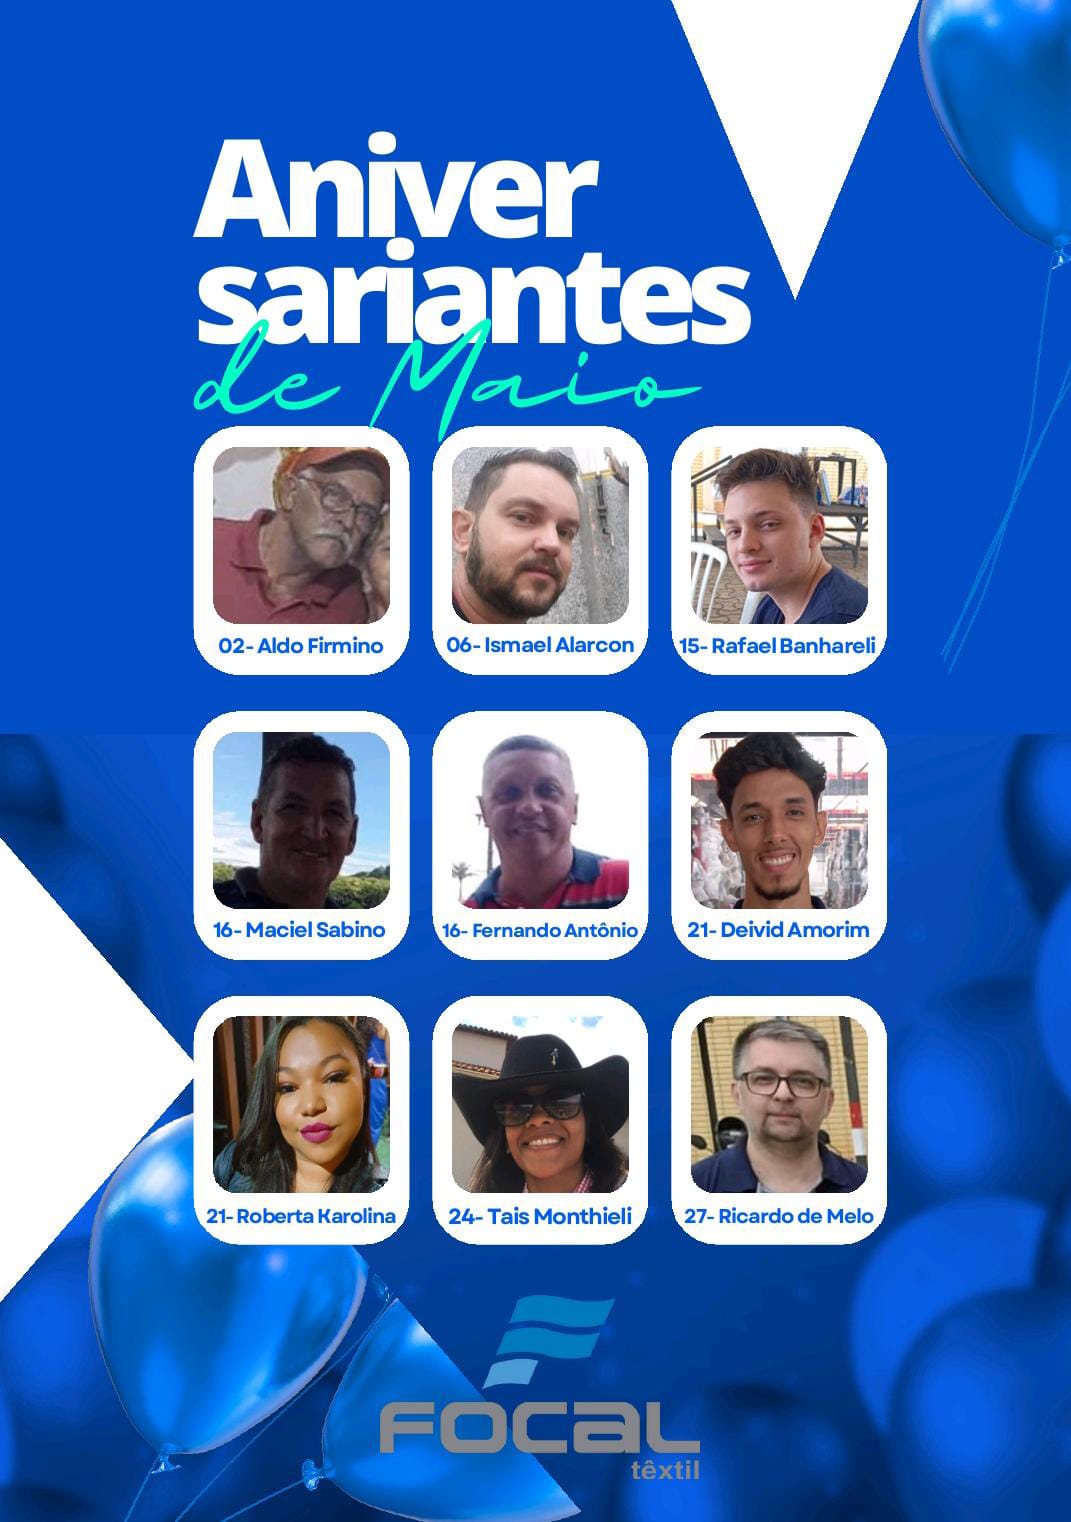 Aniver
sariantes
de Maio
02- Aldo Firmino
06- Ismael Alarcon
15- Rafael Banhareli
16- Maciel Sabino
16- Fernando Antônio
21- Deivid Amorim
21- Roberta Karolina
24- Tais Monthieli
27- Ricardo de Melo
FOCAL
têxtil